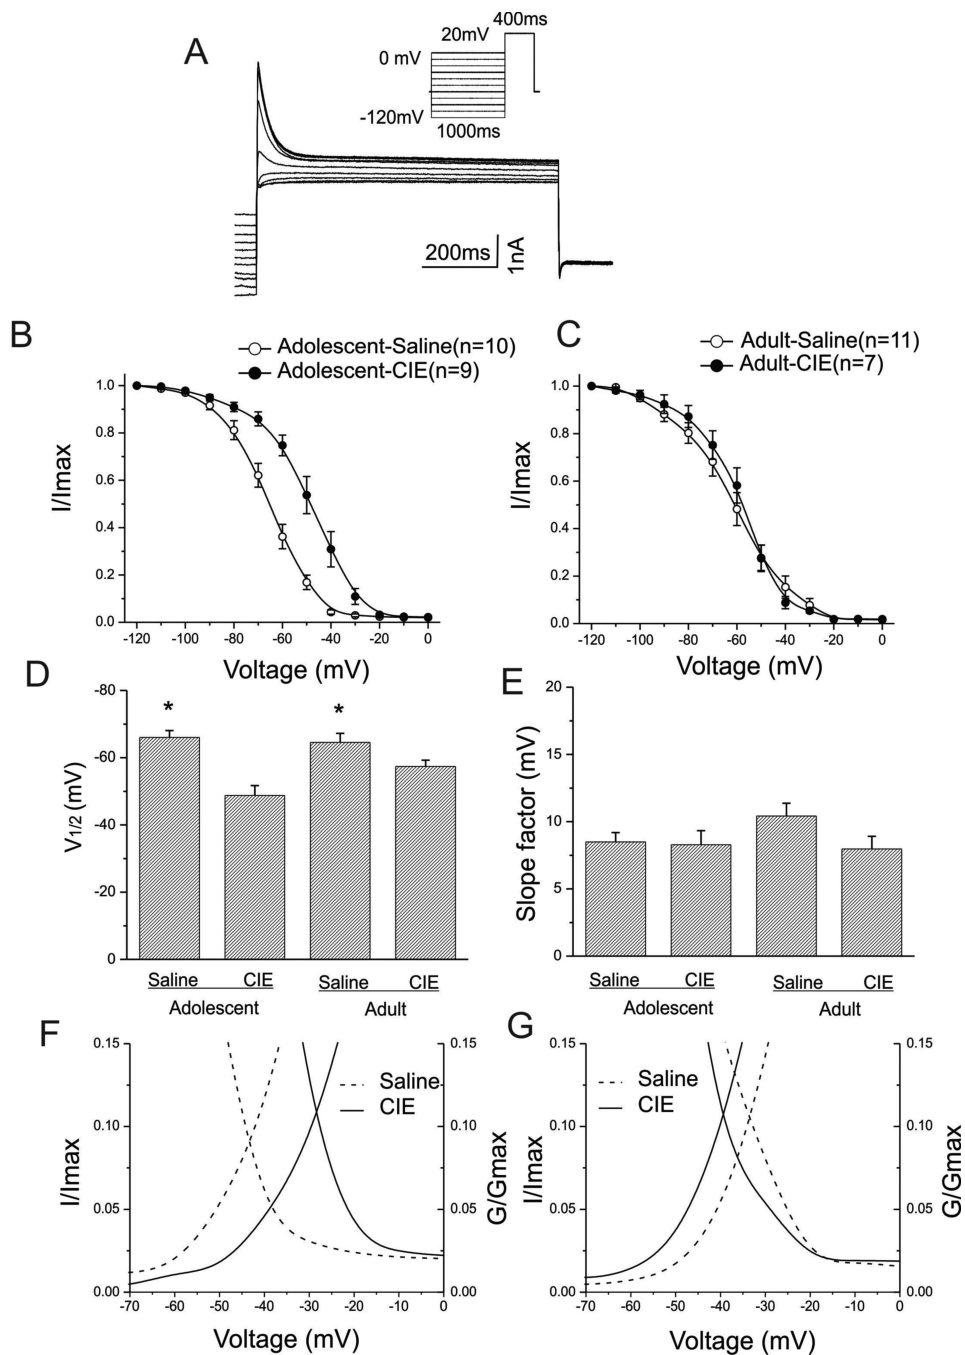 A
400ms
20mV
0 mV
-120mV
1000ms
200ms
1nA
B
Adolescent-Saline(n=10)
Adolescent-CIE(n=9)
I/Imax
1.0
0.8
0.6
0.4
0.2
0.0
-120 -100 -80 -60 -40 -20 0
Voltage (mV)
C
Adult-Saline(n=11)
Adult-CIE(n=7)
I/Imax
1.0
0.8
0.6
0.4
0.2
0.0
-120 -100 -80 -60 -40 -20 0
Voltage (mV)
D
V1/2 (mV)
-80
-60
-40
-20
0
* *
Saline CIE Saline CIE
Adolescent Adult
E
Slope factor (mV)
20
15
10
5
0
Saline CIE Saline CIE
Adolescent Adult
F
I/Imax
0.15
0.10
0.05
0.00
Saline
CIE
0.15
0.10
0.05
0.00
G/Gmax
-70 -60 -50 -40 -30 -20 -10 0
Voltage (mV)
G
I/Imax
0.15
0.10
0.05
0.00
Saline
CIE
0.15
0.10
0.05
0.00
G/Gmax
-70 -60 -50 -40 -30 -20 -10 0
Voltage (mV)